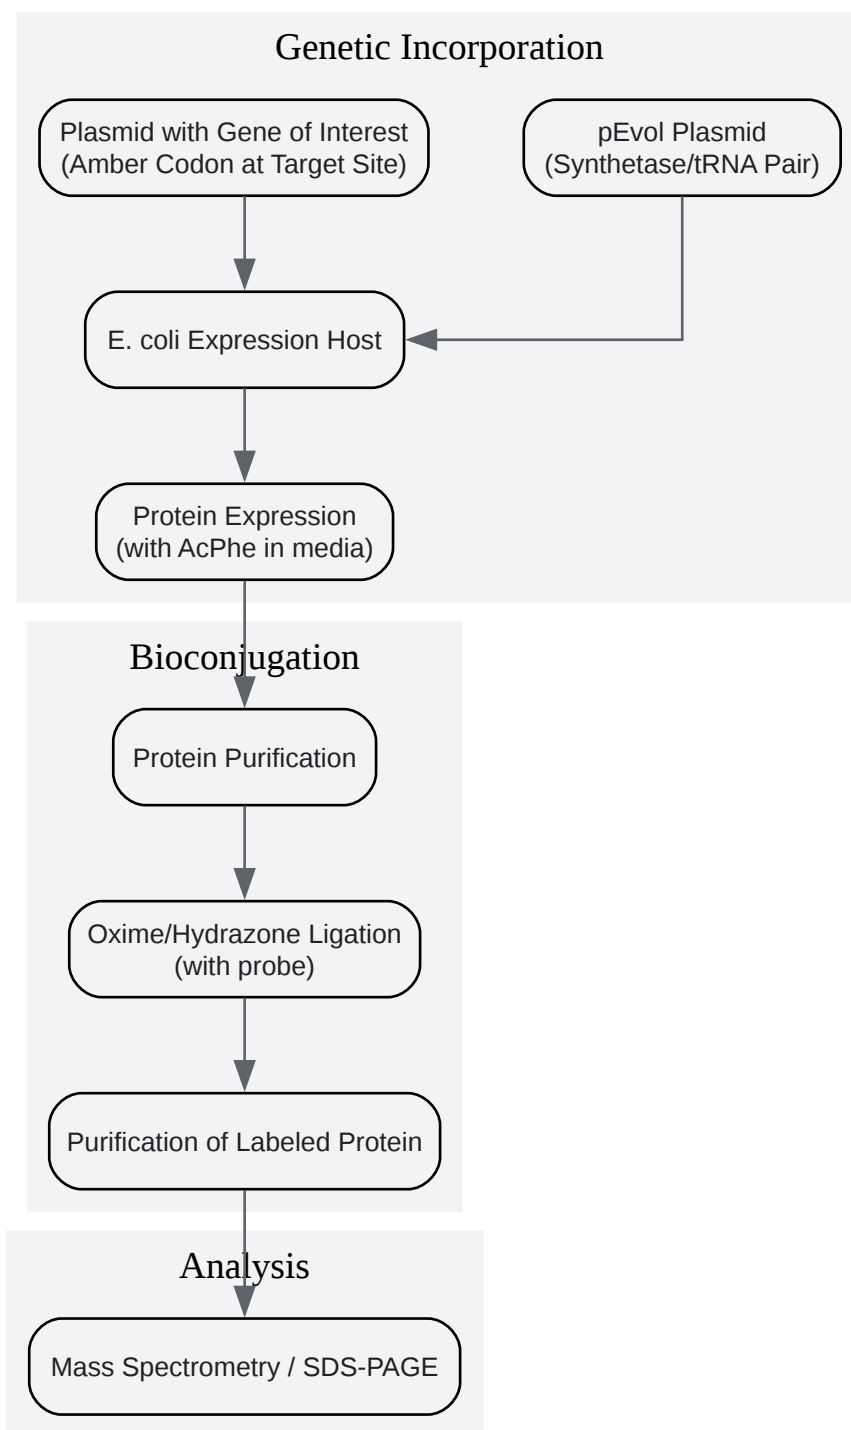 Genetic Incorporation
Plasmid with Gene of Interest
(Amber Codon at Target Site)
pEvol Plasmid
(Synthetase/tRNA Pair)
E. coli Expression Host
Protein Expression
(with AcPhe in media)
Bioconjugation
Protein Purification
Oxime/Hydrazone Ligation
(with probe)
Purification of Labeled Protein
Analysis
Mass Spectrometry / SDS-PAGE